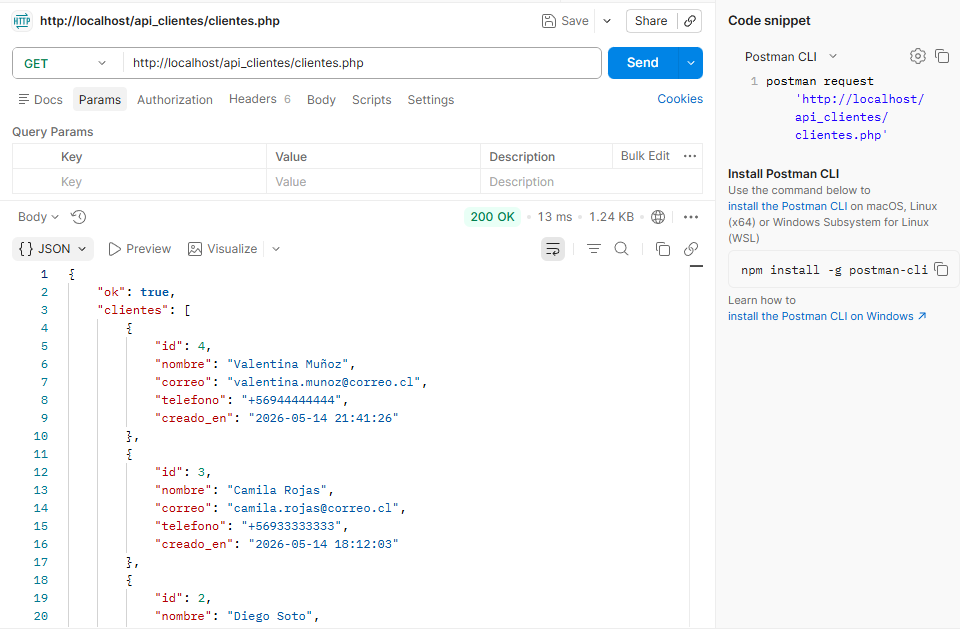 HTTP http://localhost/api_clientes/clientes.php Save Share
GET http://localhost/api_clientes/clientes.php Send
Docs Params Authorization Headers 6 Body Scripts Settings Cookies
Query Params
Key Value Description Bulk Edit
Key Value Description
Body 200 OK 13 ms 1.24 KB
{} JSON Preview Visualize
1 {
2 "ok": true,
3 "clientes": [
4 {
5 "id": 4,
6 "nombre": "Valentina Muñoz",
7 "correo": "valentina.munoz@correo.cl",
8 "telefono": "+56944444444",
9 "creado_en": "2026-05-14 21:41:26"
10 },
11 {
12 "id": 3,
13 "nombre": "Camila Rojas",
14 "correo": "camila.rojas@correo.cl",
15 "telefono": "+56933333333",
16 "creado_en": "2026-05-14 18:12:03"
17 },
18 {
19 "id": 2,
20 "nombre": "Diego Soto",
Code snippet
Postman CLI
1 postman request
'http://localhost/
api_clientes/
clientes.php'
Install Postman CLI
Use the command below to
install the Postman CLI on macOS, Linux
(x64) or Windows Subsystem for Linux
(WSL)
npm install -g postman-cli
Learn how to
install the Postman CLI on Windows ↗